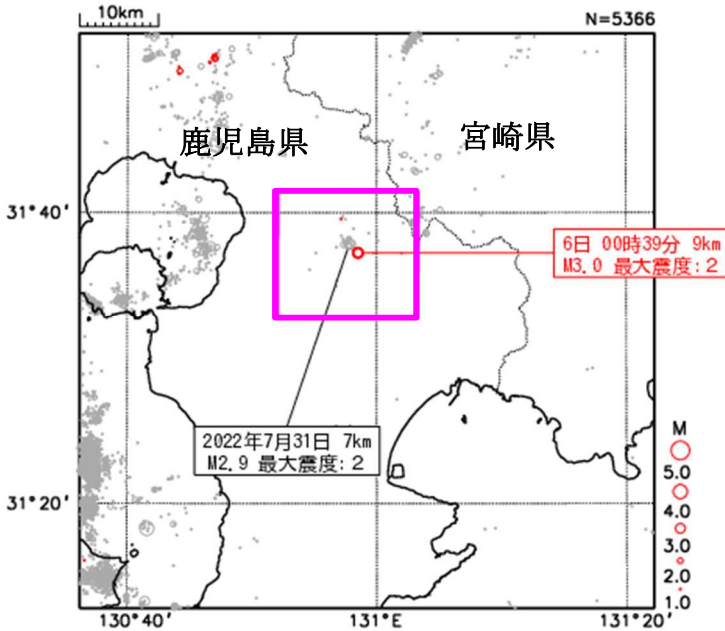 10km
N=5366
鹿児島県
宮崎県
31°40'
6日 00時39分 9km
M3.0 最大震度:2
2022年7月31日 7km
M2.9 最大震度:2
M
5.0
4.0
3.0
2.0
1.0
31°20'
130°40'
131°E
131°20'